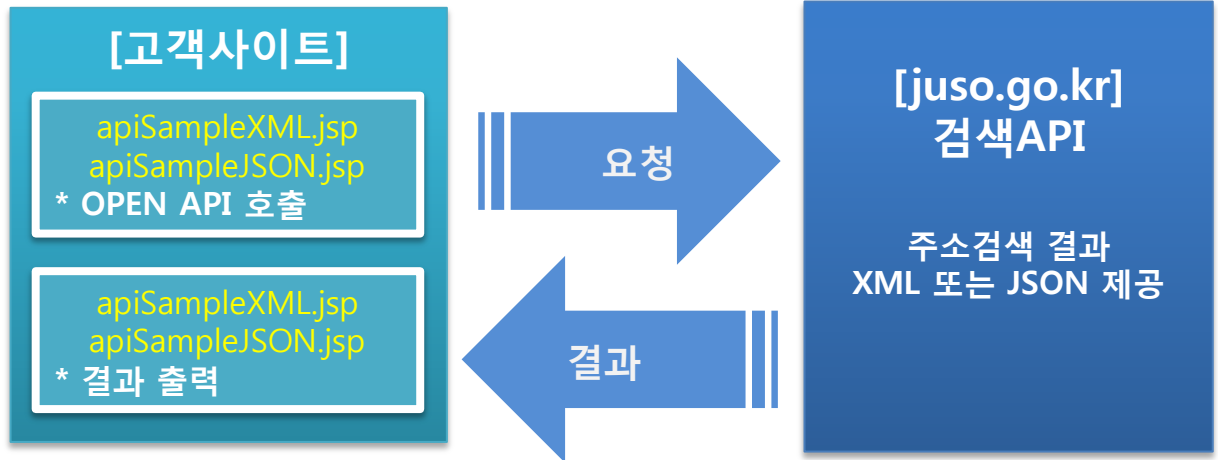 [고객사이트]
apiSampleXML.jsp
apiSampleJSON.jsp
* OPEN API 호출
apiSampleXML.jsp
apiSampleJSON.jsp
* 결과 출력
요청
결과
[juso.go.kr]
검색API
주소검색 결과
XML 또는 JSON 제공